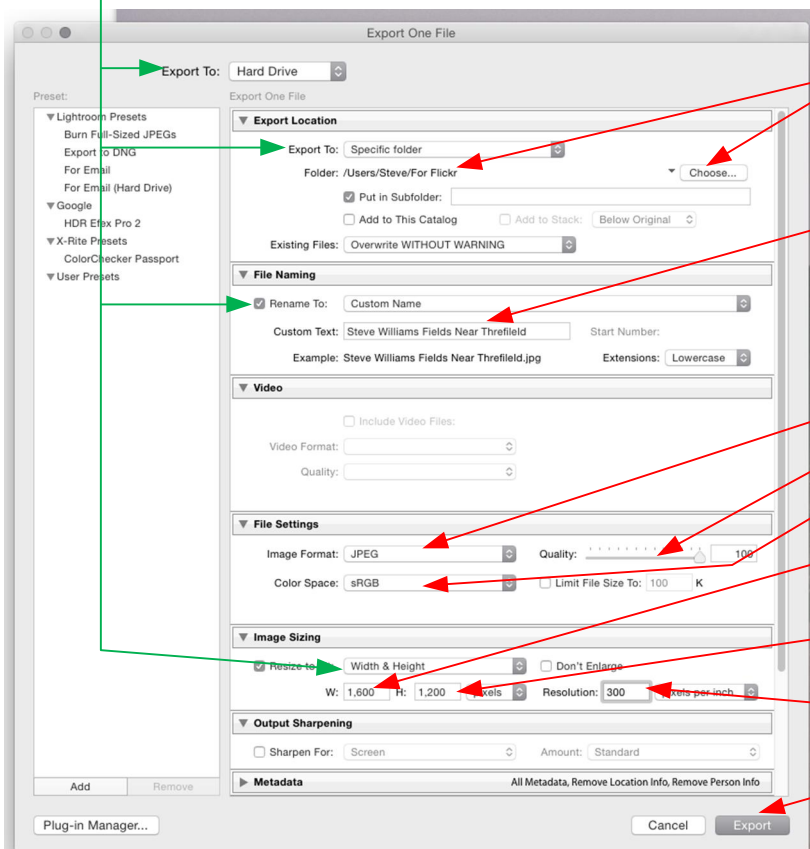 Export One File
Export To: Hard Drive
Preset:
Export One File
Lightroom Presets
Burn Full-Sized JPEGs
Export to DNG
For Email
For Email (Hard Drive)
Google
HDR Efex Pro 2
X-Rite Presets
ColorChecker Passport
User Presets
Add Remove
Export Location
Export To: Specific folder
Folder: /Users/Steve/For Flickr Choose...
Put in Subfolder:
Add to This Catalog Add to Stack: Below Original
Existing Files: Overwrite WITHOUT WARNING
File Naming
Rename To: Custom Name
Custom Text: Steve Williams Fields Near Threfileld Start Number:
Example: Steve Williams Fields Near Threfileld.jpg Extensions: Lowercase
Video
Include Video Files:
Video Format:
Quality:
File Settings
Image Format: JPEG Quality: 100
Color Space: sRGB Limit File Size To: 100 K
Image Sizing
Resize to Width & Height Don't Enlarge
W: 1,600 H: 1,200 pixels Resolution: 300 pixels per inch
Output Sharpening
Sharpen For: Screen Amount: Standard
Metadata All Metadata, Remove Location Info, Remove Person Info
Plug-in Manager... Cancel Export